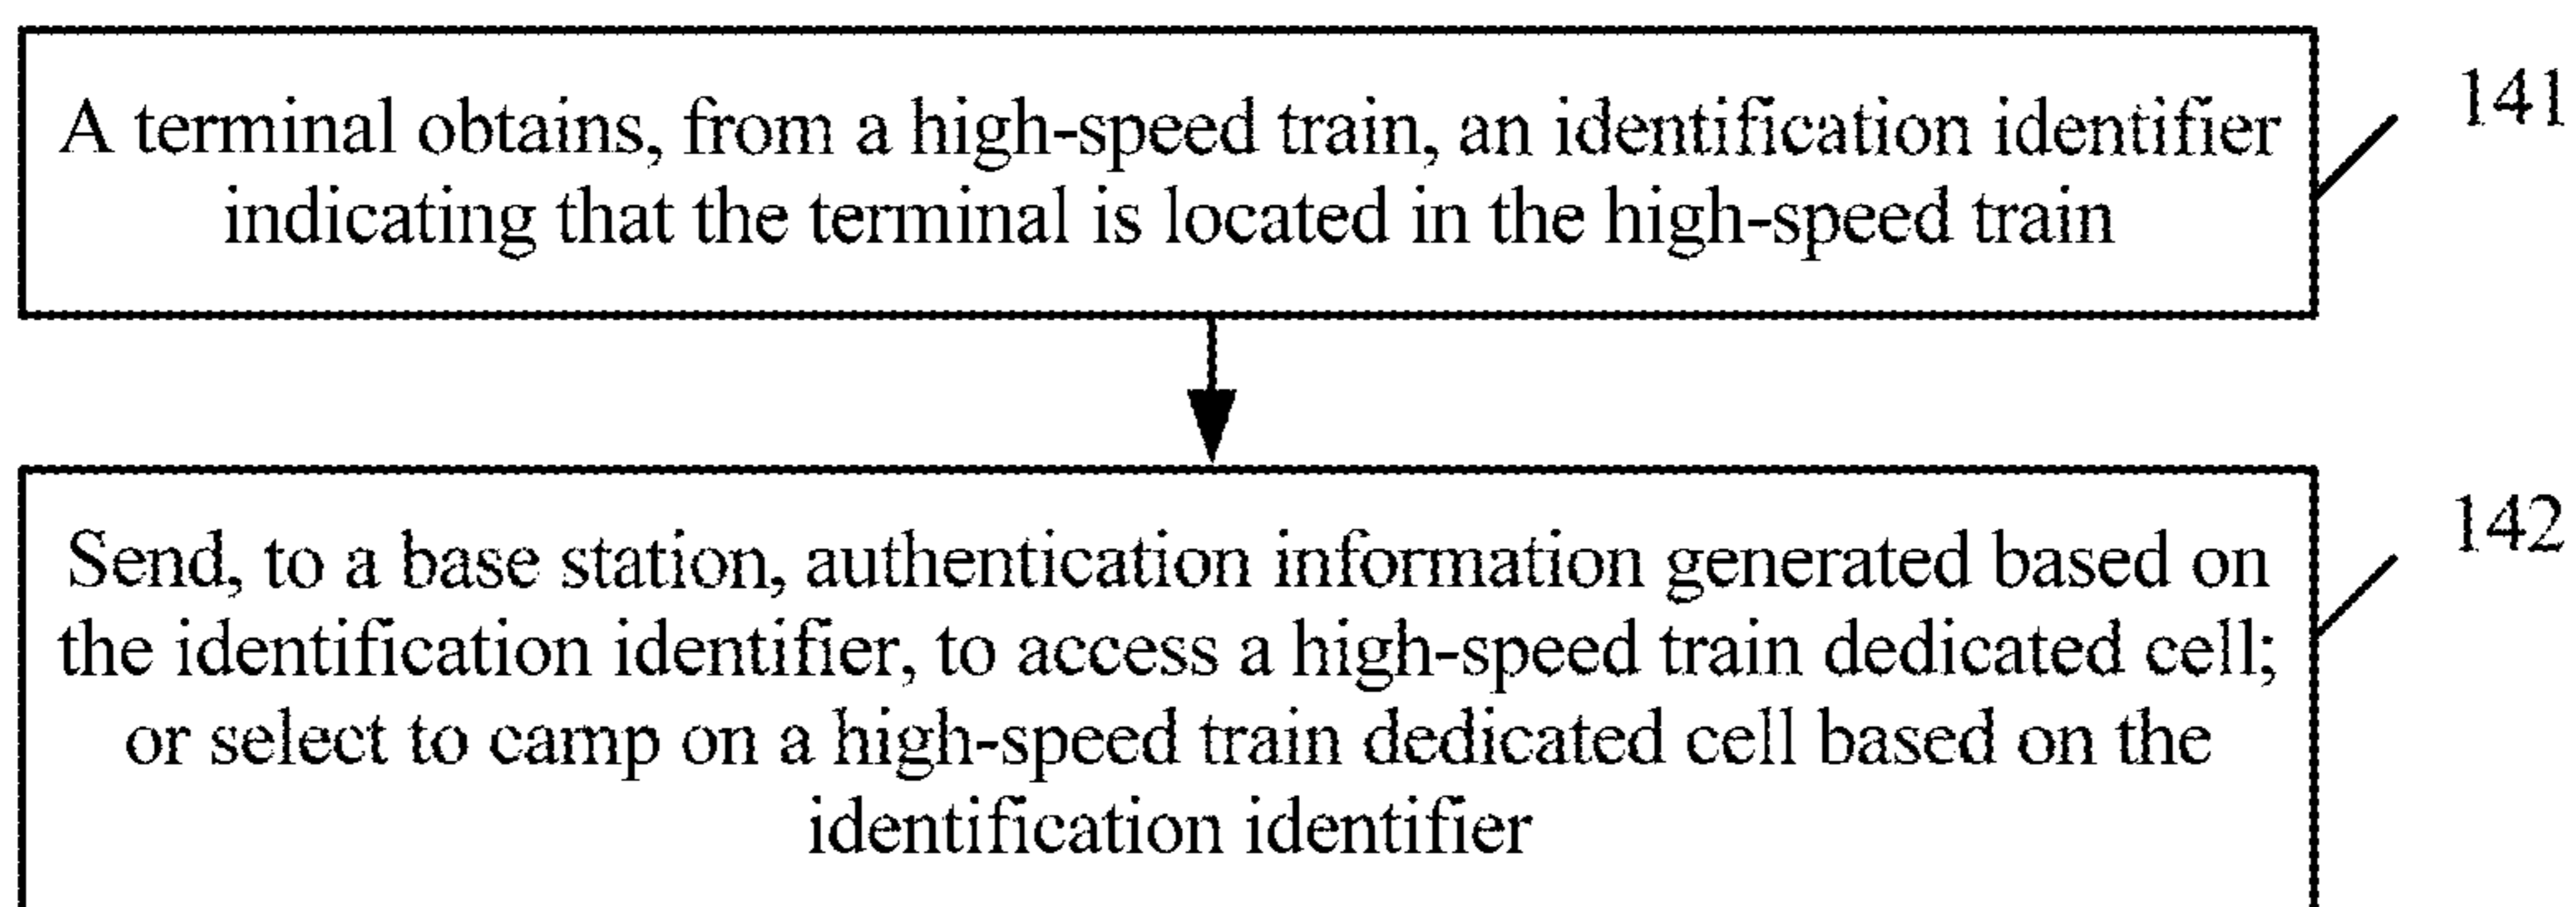 A terminal obtains, from a high-speed train, an identification identifier
indicating that the terminal is located in the high-speed train
141
Send, to a base station, authentication information generated based on
the identification identifier, to access a high-speed train dedicated cell;
or select to camp on a high-speed train dedicated cell based on the
identification identifier
142